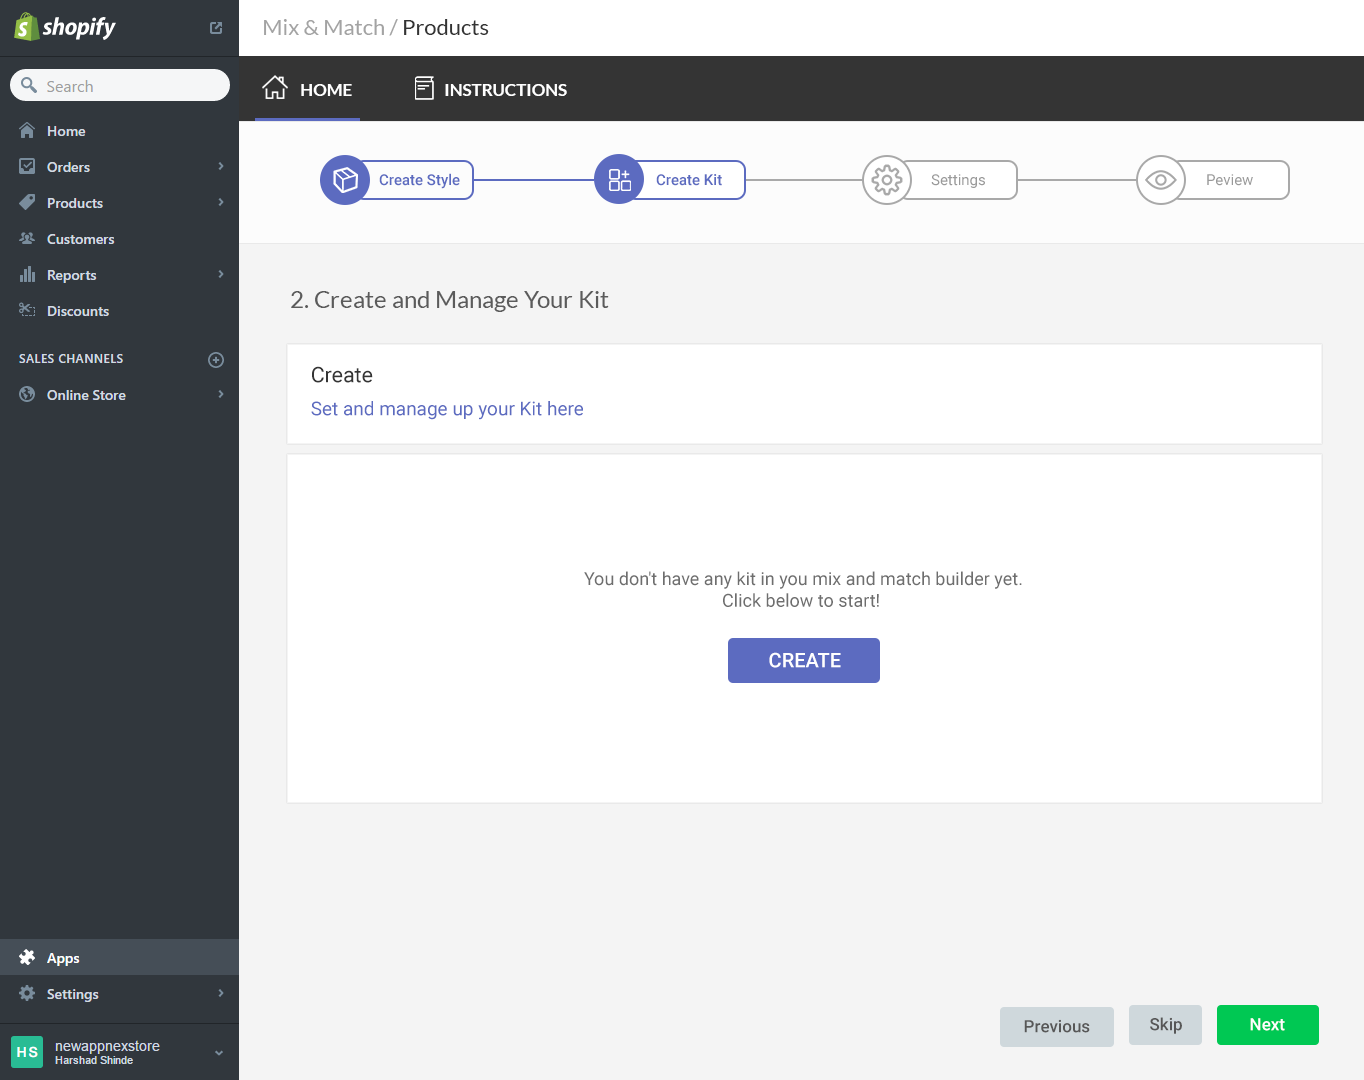 shopify
Mix & Match / Products
Search
HOME
INSTRUCTIONS
Home
Orders
Products
Customers
Reports
Discounts
SALES CHANNELS
Online Store
Create Style
Create Kit
Settings
Peview
2. Create and Manage Your Kit
Create
Set and manage up your Kit here
You don't have any kit in you mix and match builder yet.
Click below to start!
CREATE
Apps
Settings
HS
newappnexstore
Harshad Shinde
Previous
Skip
Next